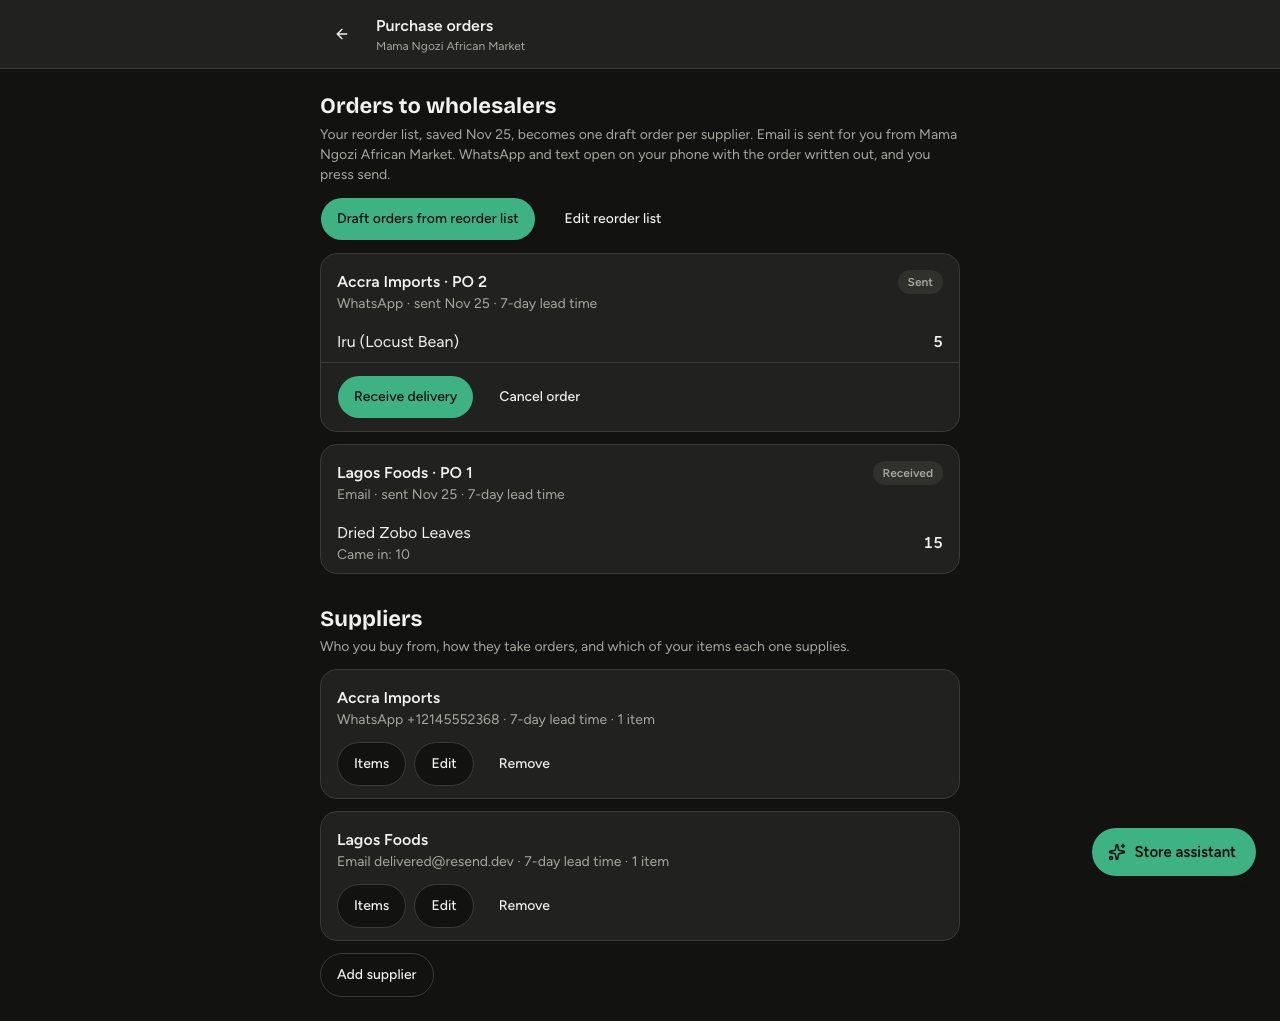 Purchase orders
Mama Ngozi African Market
Orders to wholesalers
Your reorder list, saved Nov 25, becomes one draft order per supplier. Email is sent for you from Mama
Ngozi African Market. WhatsApp and text open on your phone with the order written out, and you
press send.
Draft orders from reorder list
Edit reorder list
Accra Imports · PO 2
Sent
WhatsApp · sent Nov 25 · 7-day lead time
Iru (Locust Bean)
5
Receive delivery
Cancel order
Lagos Foods · PO 1
Received
Email · sent Nov 25 · 7-day lead time
Dried Zobo Leaves
15
Came in: 10
Suppliers
Who you buy from, how they take orders, and which of your items each one supplies.
Accra Imports
WhatsApp +12145552368 · 7-day lead time · 1 item
Items
Edit
Remove
Lagos Foods
Email delivered@resend.dev · 7-day lead time · 1 item
Items
Edit
Remove
Store assistant
Add supplier